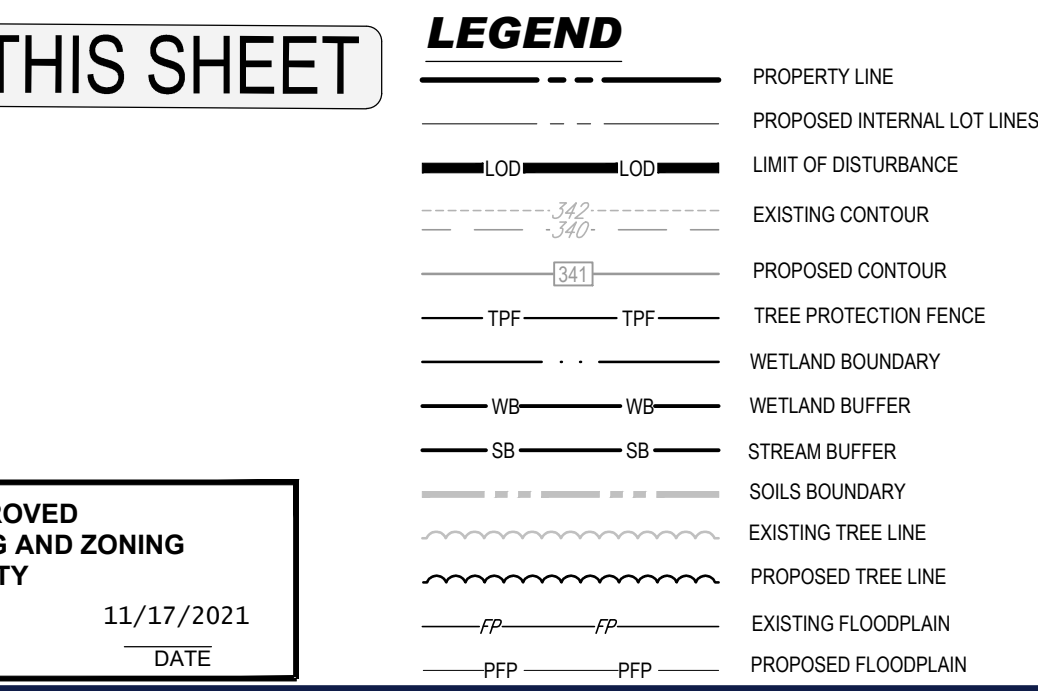 THIS SHEET
LEGEND
PROPERTY LINE
PROPOSED INTERNAL LOT LINES
LOD LOD LIMIT OF DISTURBANCE
342
340
EXISTING CONTOUR
341 PROPOSED CONTOUR
TPF TPF TREE PROTECTION FENCE
WETLAND BOUNDARY
WB WB WETLAND BUFFER
SB SB STREAM BUFFER
SOILS BOUNDARY
EXISTING TREE LINE
PROPOSED TREE LINE
FP FP EXISTING FLOODPLAIN
PFP PFP PROPOSED FLOODPLAIN
ROVED
G AND ZONING
TY
11/17/2021
DATE